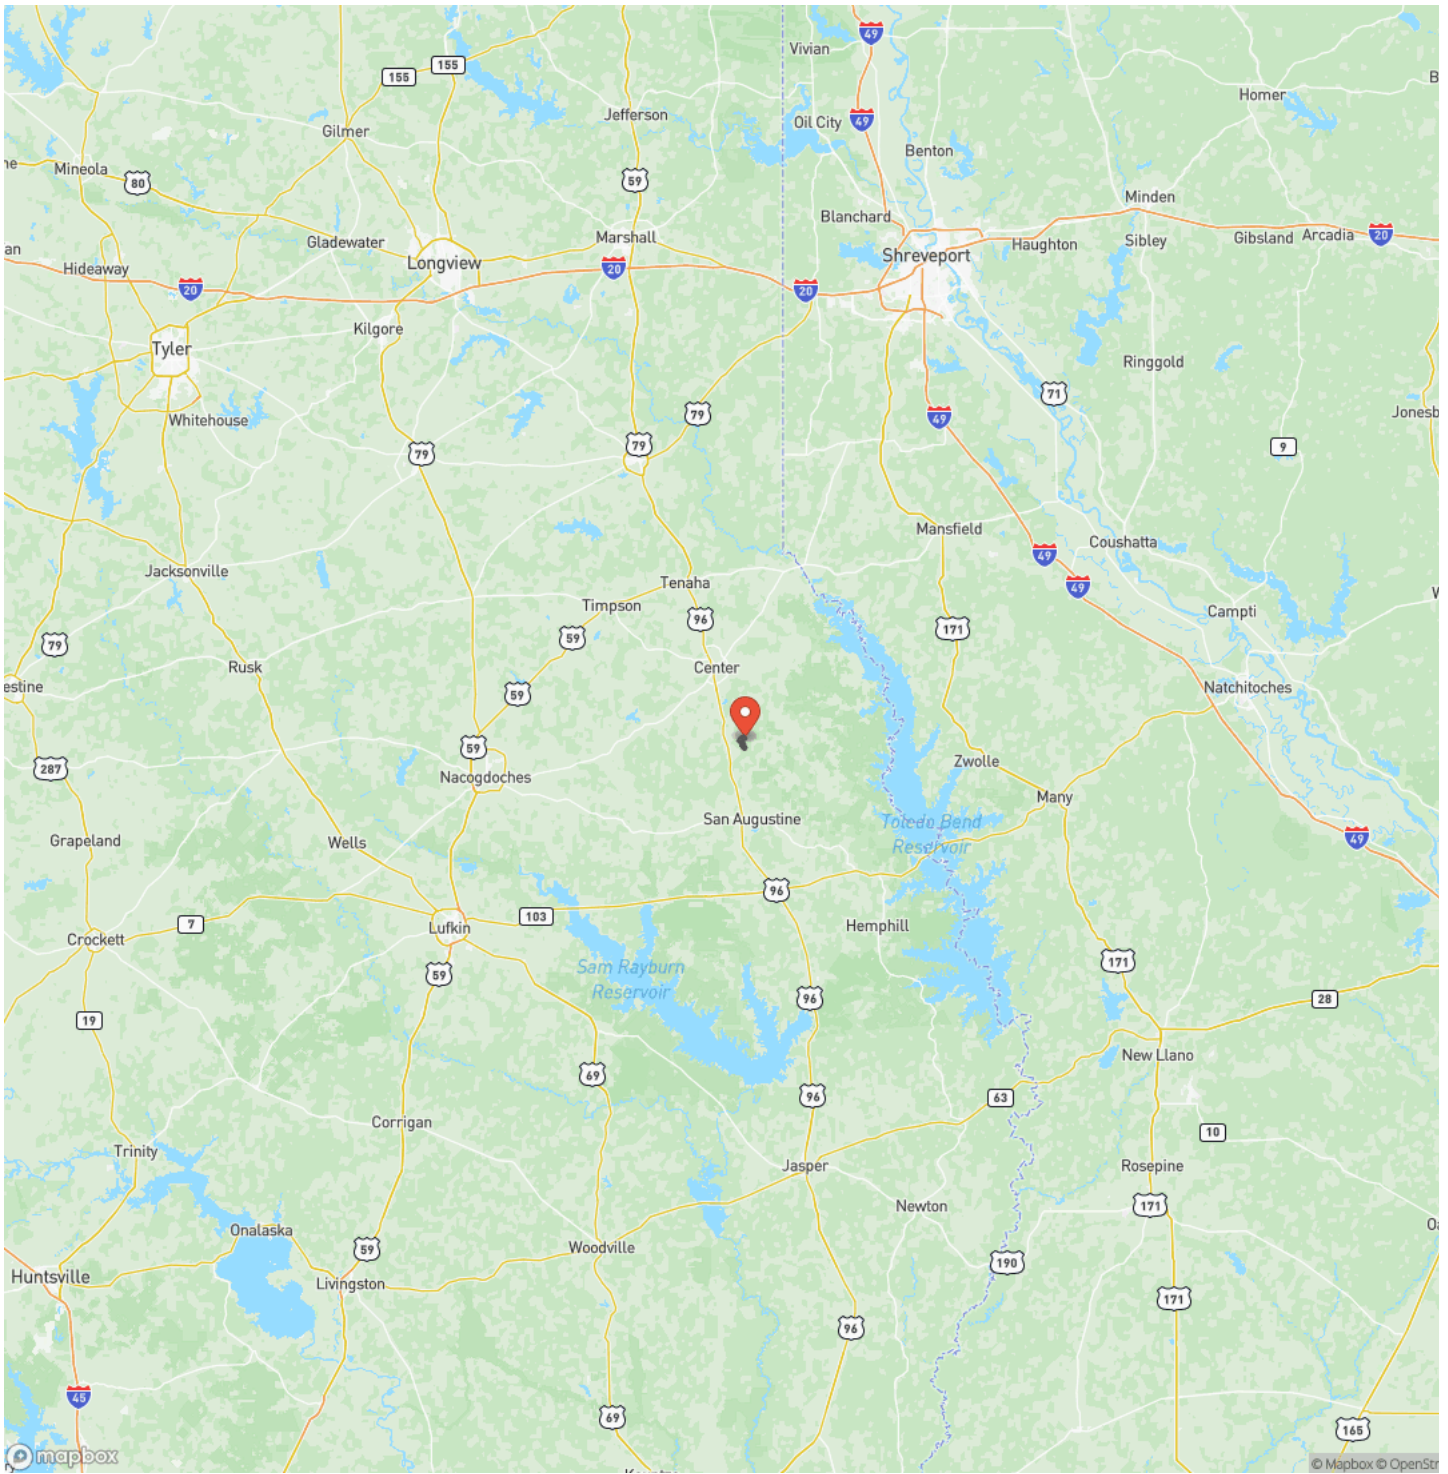 49
Vivian
155
155
B
Homer
Jefferson
Oil City
49
Gilmer
Benton
ne
Mineola
80
59
Minden
Blanchard
Marshall
Gladewater
Haughton
Sibley
Gibsland
Arcadia
20
an
Longview
Shreveport
Hideaway
20
20
20
Kilgore
Tyler
Ringgold
71
Whitehouse
79
49
Jonesb
79
79
9
Mansfield
Coushatta
49
Jacksonville
Tenaha
49
Timpson
96
Campti
171
59
79
Rusk
Center
estine
59
Natchitoches
59
287
Nacogdoches
Zwolle
Many
San Augustine
Toledo Bend
Reservoir
49
Grapeland
Wells
96
103
7
Lufkin
Hemphill
Crockett
171
59
Sam Rayburn
Reservoir
96
28
19
New Llano
69
96
63
Corrigan
10
Trinity
Jasper
Rosepine
171
Newton
Onalaska
59
Woodville
190
Huntsville
Livingston
171
96
45
69
165
mapbox
© Mapbox © OpenStr